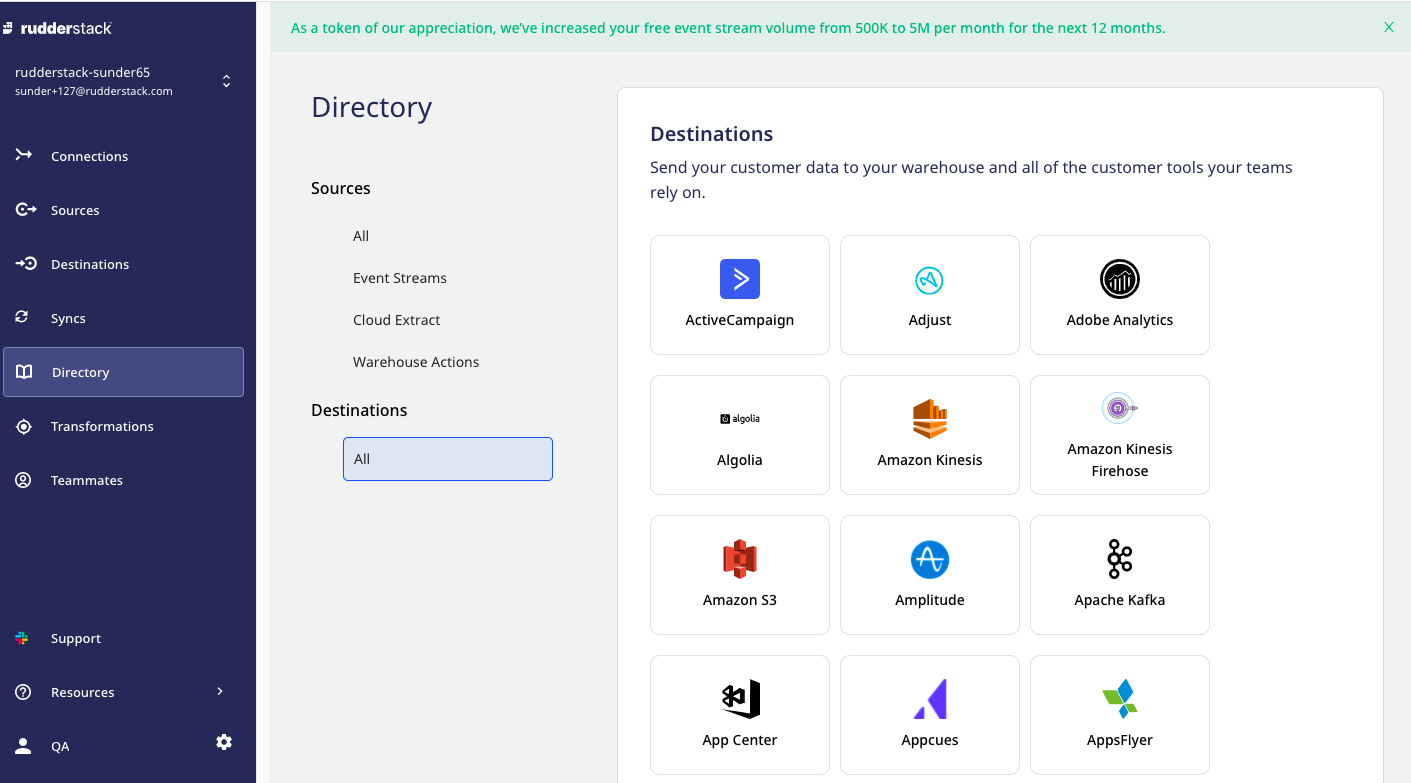 rudderstack
rudderstack-sunder65
sunder+127@rudderstack.com
Connections
Sources
Destinations
Syncs
Directory
Transformations
Teammates
Support
Resources
QA
As a token of our appreciation, we've increased your free event stream volume from 500K to 5M per month for the next 12 months.
X
Directory
Sources
All
Event Streams
Cloud Extract
Warehouse Actions
Destinations
All
Destinations
Send your customer data to your warehouse and all of the customer tools your teams
rely on.
ActiveCampaign
Adjust
Adobe Analytics
algolia
Algolia
Amazon Kinesis
Amazon Kinesis
Firehose
Amazon S3
Amplitude
Apache Kafka
App Center
Appcues
AppsFlyer